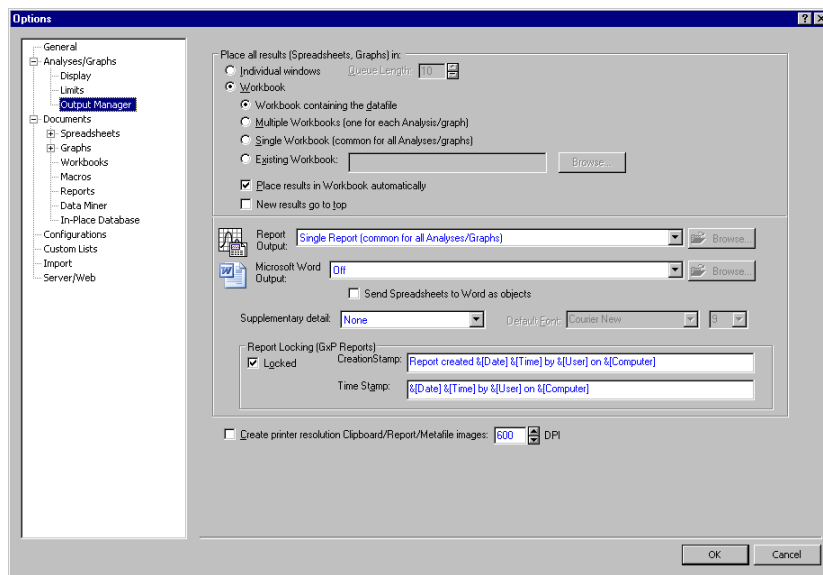 Options
General
Analyses/Graphs
Display
Limits
Output Manager
Documents
Spreadsheets
Graphs
Workbooks
Macros
Reports
Data Miner
In-Place Database
Configurations
Custom Lists
Import
Server/Web
Place all results (Spreadsheets, Graphs) in:
Individual windows Queue Length: 10
Workbook
Workbook containing the datafile
Multiple Workbooks (one for each Analysis/graph)
Single Workbook (common for all Analyses/graphs)
Existing Workbook: Browse...
Place results in Workbook automatically
New results go to top
Report Output: Single Report (common for all Analyses/Graphs) Browse...
Microsoft Word Output: Off Browse...
Send Spreadsheets to Word as objects
Supplementary detail: None Default Font: Courier New 9
Report Locking (GxP Reports)
Locked CreationStamp: Report created &[Date] &[Time] by &[User] on &[Computer]
Time Stamp: &[Date] &[Time] by &[User] on &[Computer]
Create printer resolution Clipboard/Report/Metafile images: 600 DPI
OK Cancel